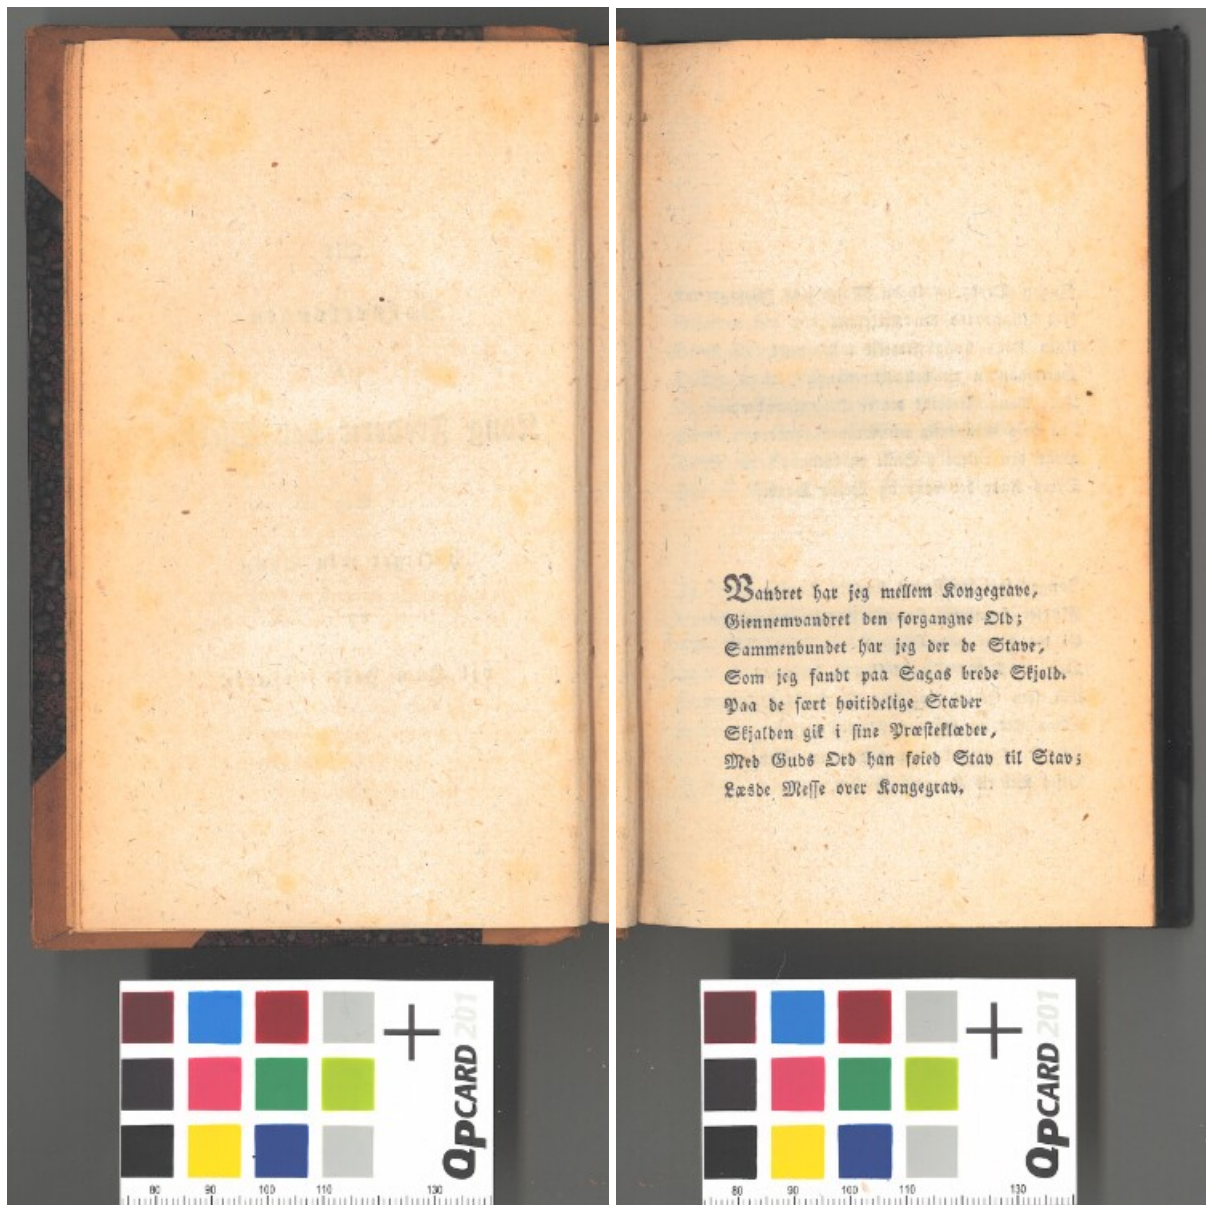 Vandret har jeg mellem Kongegrave,
Giennemvandret den forgangne Old;
Sammenbundet har jeg der de Stave,
Som jeg fandt paa Sagas brede Skjold.
Paa de sært høitidelige Stæder
Skjalden gik i sine Præsteklæder,
Med Guds Ord han føied Stav til Stav;
Læsde Messe over Kongegrav.
QPCARD 201
80 90 100 110 130
QPCARD 201
80 90 100 110 130